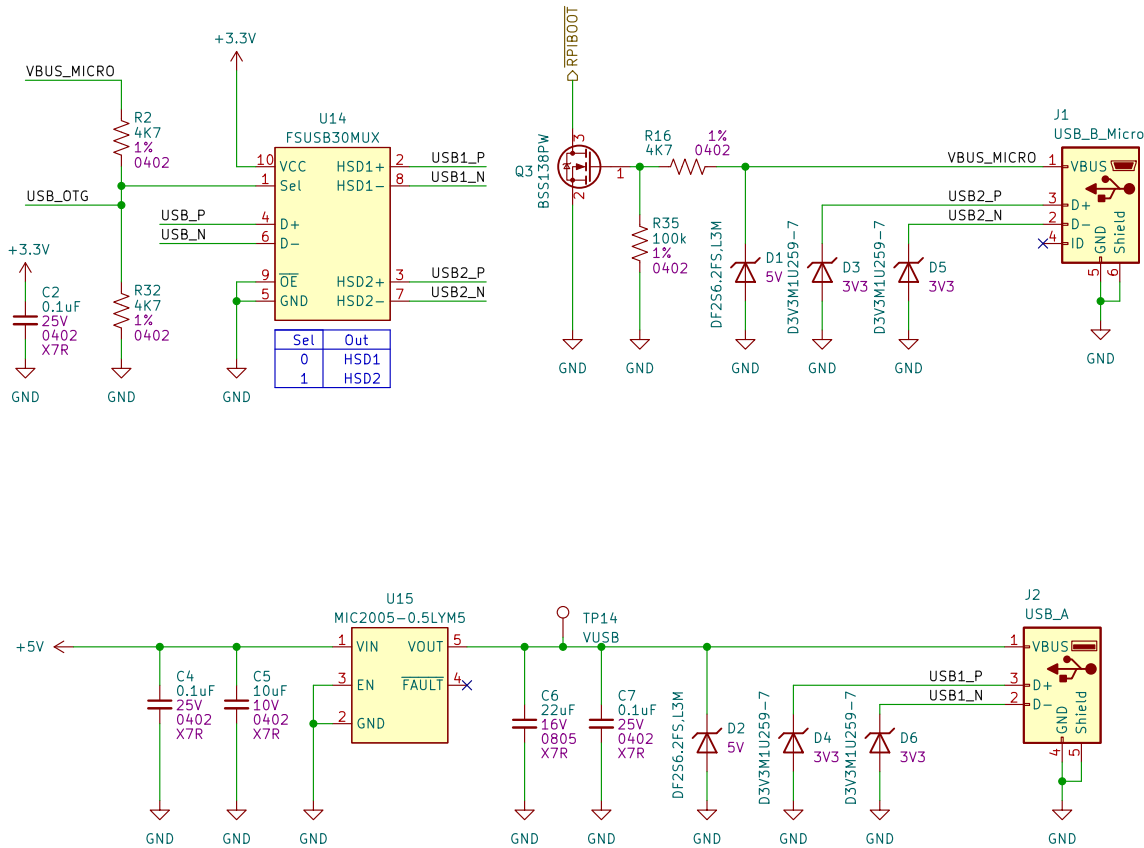 +3.3V
VBUS_MICRO
R2
4K7
1%
0402
USB_OTG
+3.3V
C2
0.1uF
25V
0402
X7R
GND
R32
4K7
1%
0402
GND
U14
FSUSB30MUX
10 VCC HSD1+ 2 USB1_P
1 Sel HSD1- 8 USB1_N
USB_P 4 D+
USB_N 6 D-
9 OE HSD2+ 3 USB2_P
5 GND HSD2- 7 USB2_N
GND
Sel Out
0 HSD1
1 HSD2
RPIBOOT
Q3
BSS138PW
3
1
2
GND
R16
4K7
1%
0402
R35
100k
1%
0402
GND
D1
5V
DF2S6.2FS,L3M
GND
D3
3V3
D3V3M1U259-7
GND
D5
3V3
D3V3M1U259-7
GND
J1
USB_B_Micro
VBUS_MICRO 1 VBUS
USB2_P 3 D+
USB2_N 2 D-
4 ID
GND
Shield
5
6
GND
+5V
C4
0.1uF
25V
0402
X7R
GND
C5
10uF
10V
0402
X7R
GND
U15
MIC2005-0.5LYM5
1 VIN VOUT 5
3 EN FAULT 4
2 GND
GND
TP14
VUSB
C6
22uF
16V
0805
X7R
GND
C7
0.1uF
25V
0402
X7R
GND
D2
5V
DF2S6.2FS,L3M
GND
D4
3V3
D3V3M1U259-7
GND
D6
3V3
D3V3M1U259-7
GND
J2
USB_A
1 VBUS
USB1_P 3 D+
USB1_N 2 D-
GND
Shield
4
5
GND